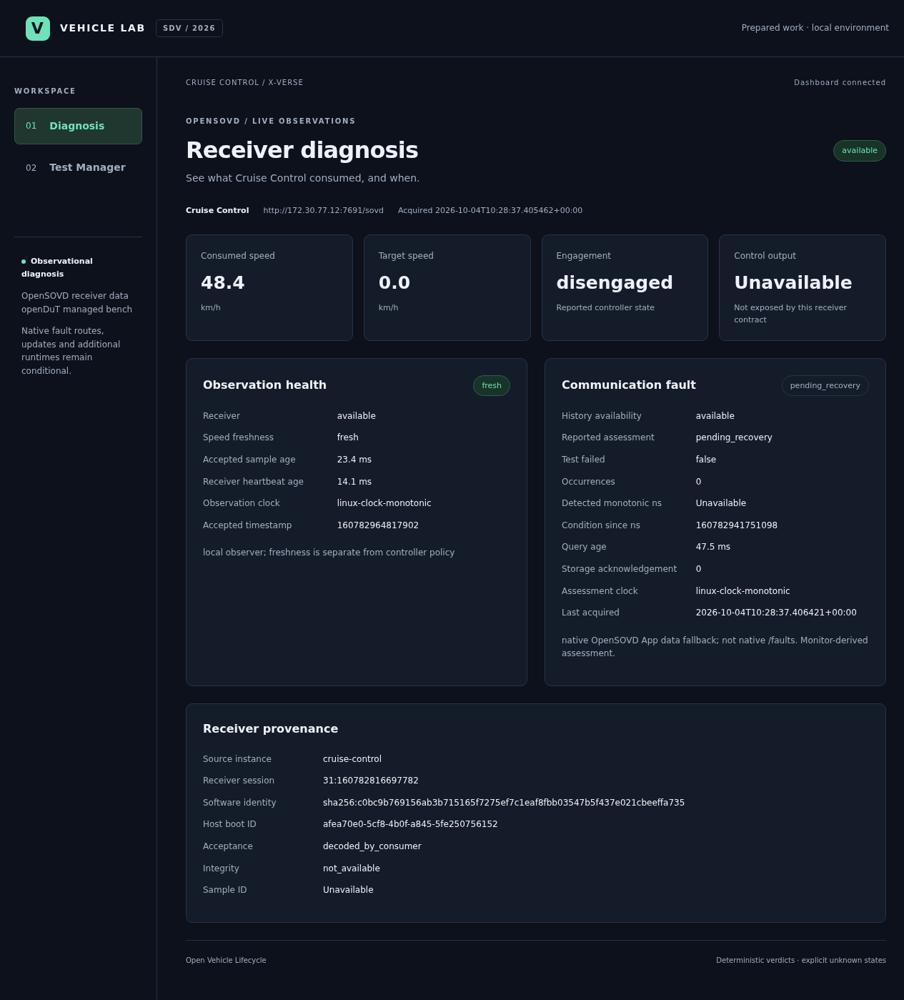 V VEHICLE LAB SDV / 2026 Prepared work · local environment
WORKSPACE
01 Diagnosis
02 Test Manager
Observational
diagnosis
OpenSOVD receiver data
openDuT managed bench
Native fault routes,
updates and additional
runtimes remain
conditional.
CRUISE CONTROL / X-VERSE Dashboard connected
OPENSOVD / LIVE OBSERVATIONS
Receiver diagnosis available
See what Cruise Control consumed, and when.
Cruise Control http://172.30.77.12:7691/sovd Acquired 2026-10-04T10:28:37.405462+00:00
Consumed speed
48.4
km/h
Target speed
0.0
km/h
Engagement
disengaged
Reported controller state
Control output
Unavailable
Not exposed by this receiver
contract
Observation health fresh
Receiver available
Speed freshness fresh
Accepted sample age 23.4 ms
Receiver heartbeat age 14.1 ms
Observation clock linux-clock-monotonic
Accepted timestamp 160782964817902
local observer; freshness is separate from controller policy
Communication fault pending_recovery
History availability available
Reported assessment pending_recovery
Test failed false
Occurrences 0
Detected monotonic ns Unavailable
Condition since ns 160782941751098
Query age 47.5 ms
Storage acknowledgement 0
Assessment clock linux-clock-monotonic
Last acquired 2026-10-04T10:28:37.406421+00:00
native OpenSOVD App data fallback; not native /faults. Monitor-derived
assessment.
Receiver provenance
Source instance cruise-control
Receiver session 31:160782816697782
Software identity sha256:c0bc9b769156ab3b715165f7275ef7c1eaf8fbb03547b5f437e021cbeeffa735
Host boot ID afea70e0-5cf8-4b0f-a845-5fe250756152
Acceptance decoded_by_consumer
Integrity not_available
Sample ID Unavailable
Open Vehicle Lifecycle Deterministic verdicts · explicit unknown states